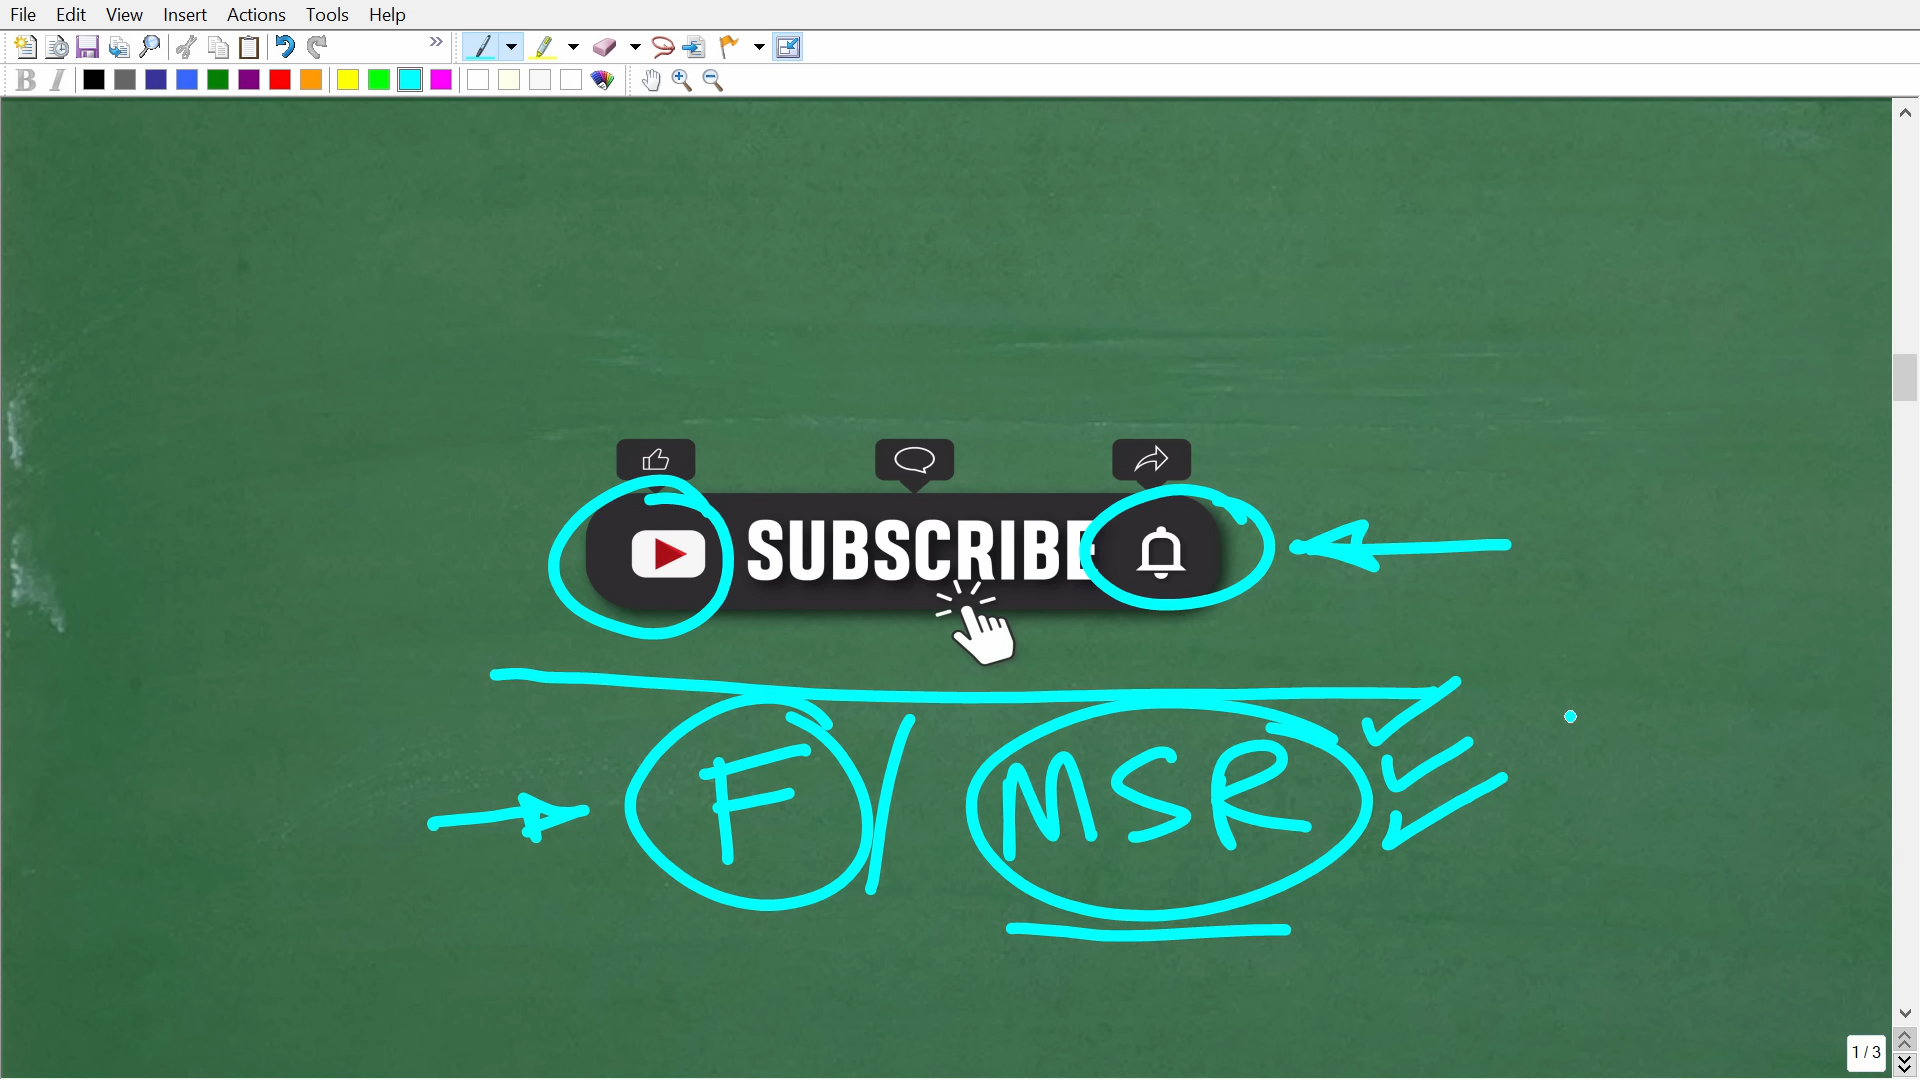 File Edit View Insert Actions Tools Help
B I
SUBSCRIBE
F / MSR
1 / 3